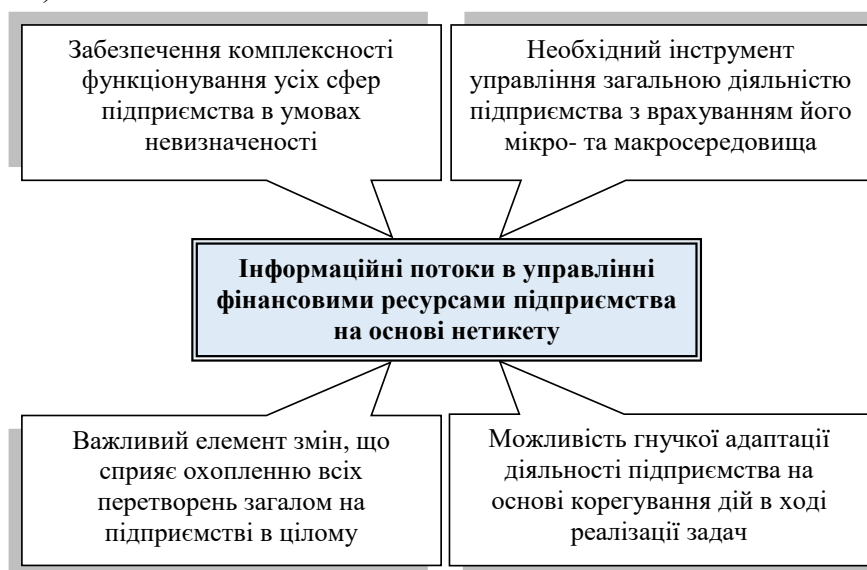 Забезпечення комплексності
функціонування усіх сфер
підприємства в умовах
невизначеності
Необхідний інструмент
управління загальною діяльністю
підприємства з врахуванням його
мікро- та макросередовища
Інформаційні потоки в управлінні
фінансовими ресурсами підприємства
на основі нетикету
Важливий елемент змін, що
сприяє охопленню всіх
перетворень загалом на
підприємстві в цілому
Можливість гнучкої адаптації
діяльності підприємства на
основі корегування дій в ході
реалізації задач